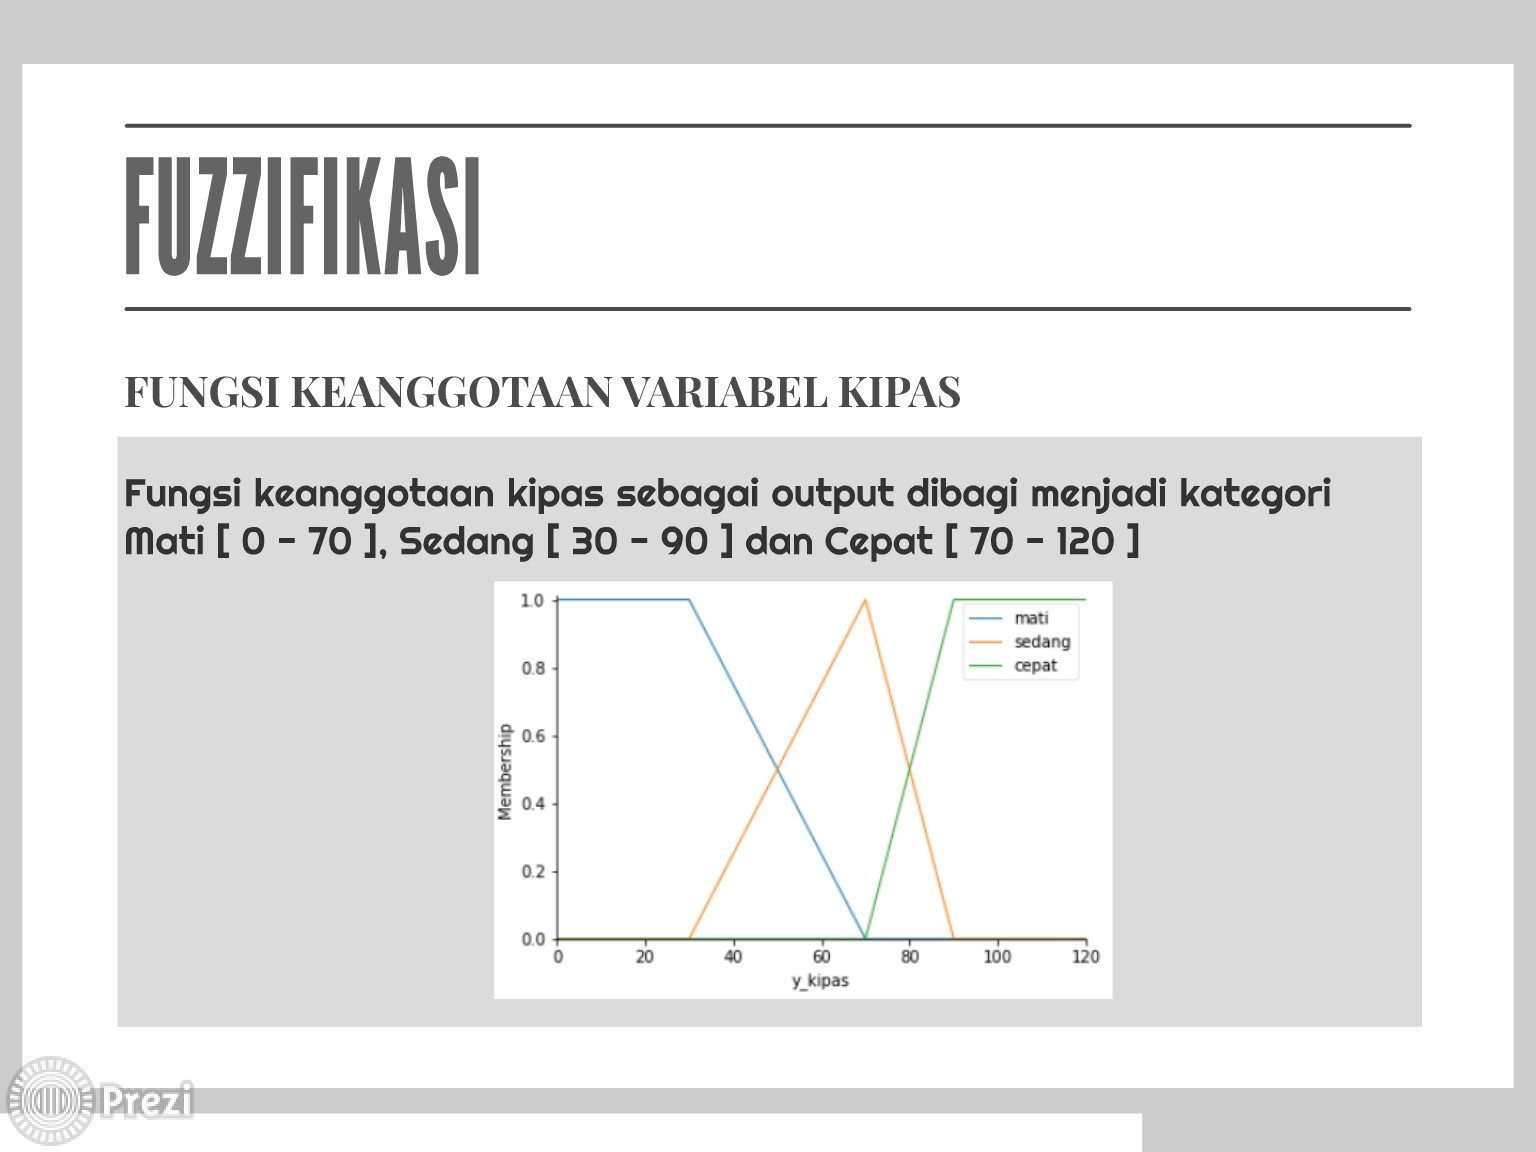 FUZZIFIKASI
FUNGSI KEANGGOTAAN VARIABEL KIPAS
Fungsi keanggotaan kipas sebagai output dibagi menjadi kategori
Mati [ 0 - 70 ], Sedang [ 30 - 90 ] dan Cepat [ 70 - 120 ]
1.0
0.8
0.6
0.4
0.2
0.0
Membership
mati
sedang
cepat
0 20 40 60 80 100 120
y_kipas
Prezi